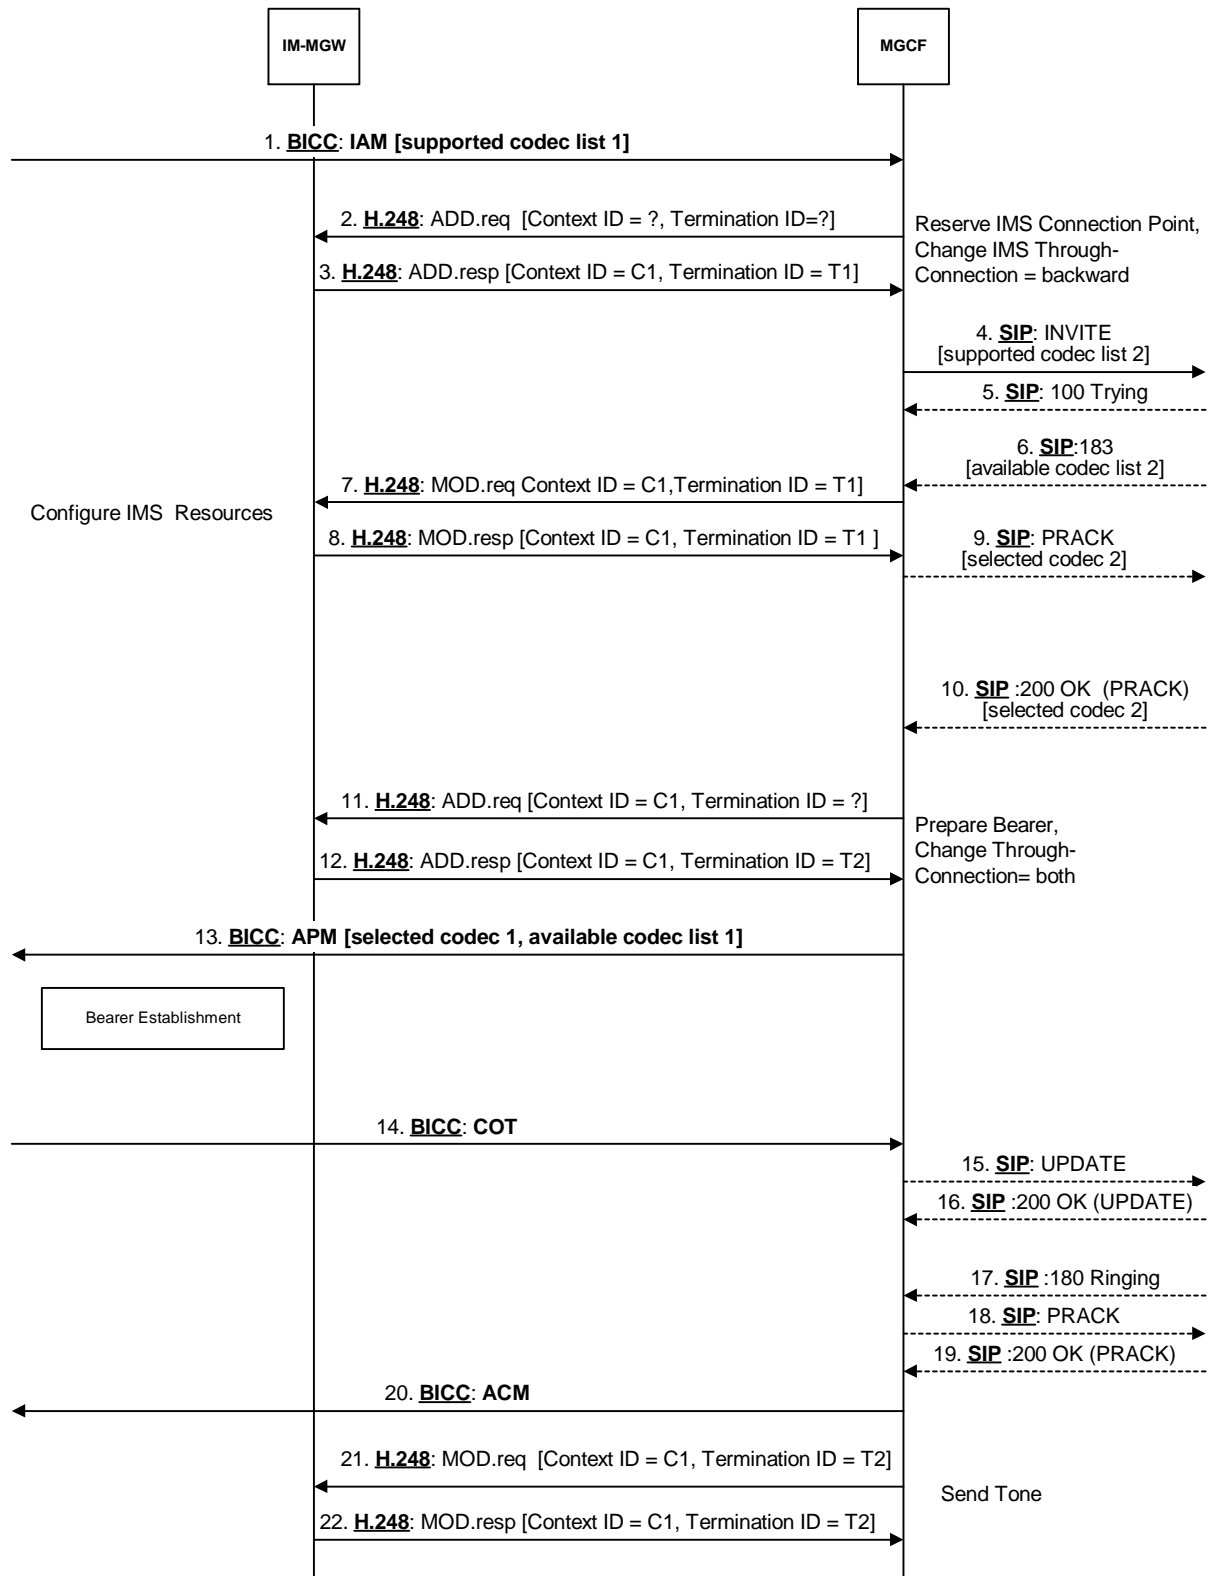 IM-MGW
MGCF
1. BICC: IAM [supported codec list 1]
2. H.248: ADD.req [Context ID = ?, Termination ID=?]
Reserve IMS Connection Point,
Change IMS Through-
Connection = backward
3. H.248: ADD.resp [Context ID = C1, Termination ID = T1]
4. SIP: INVITE
[supported codec list 2]
5. SIP: 100 Trying
6. SIP:183
[available codec list 2]
7. H.248: MOD.req Context ID = C1,Termination ID = T1]
Configure IMS Resources
8. H.248: MOD.resp [Context ID = C1, Termination ID = T1 ]
9. SIP: PRACK
[selected codec 2]
10. SIP :200 OK (PRACK)
[selected codec 2]
11. H.248: ADD.req [Context ID = C1, Termination ID = ?]
Prepare Bearer,
Change Through-
Connection= both
12. H.248: ADD.resp [Context ID = C1, Termination ID = T2]
13. BICC: APM [selected codec 1, available codec list 1]
Bearer Establishment
14. BICC: COT
15. SIP: UPDATE
16. SIP :200 OK (UPDATE)
17. SIP :180 Ringing
18. SIP: PRACK
19. SIP :200 OK (PRACK)
20. BICC: ACM
21. H.248: MOD.req [Context ID = C1, Termination ID = T2]
Send Tone
22. H.248: MOD.resp [Context ID = C1, Termination ID = T2]